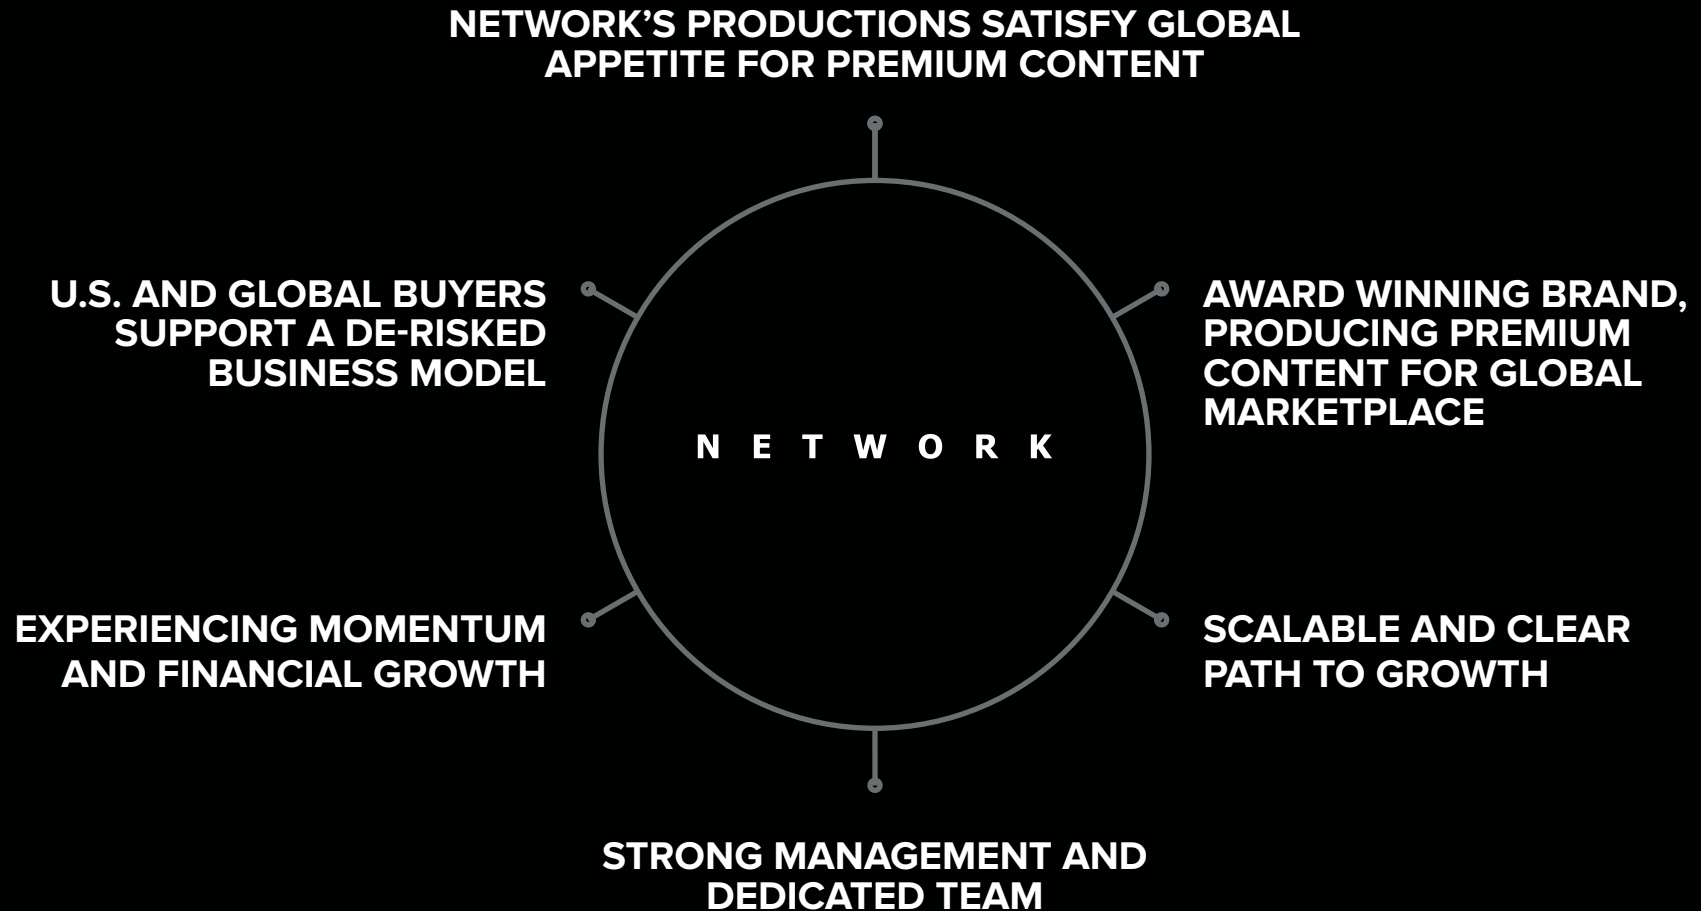 NETWORK’S PRODUCTIONS SATISFY GLOBAL
APPETITE FOR PREMIUM CONTENT
U.S. AND GLOBAL BUYERS
SUPPORT A DE-RISKED
BUSINESS MODEL
AWARD WINNING BRAND,
PRODUCING PREMIUM
CONTENT FOR GLOBAL
MARKETPLACE
NETWORK
EXPERIENCING MOMENTUM
AND FINANCIAL GROWTH
SCALABLE AND CLEAR
PATH TO GROWTH
STRONG MANAGEMENT AND
DEDICATED TEAM